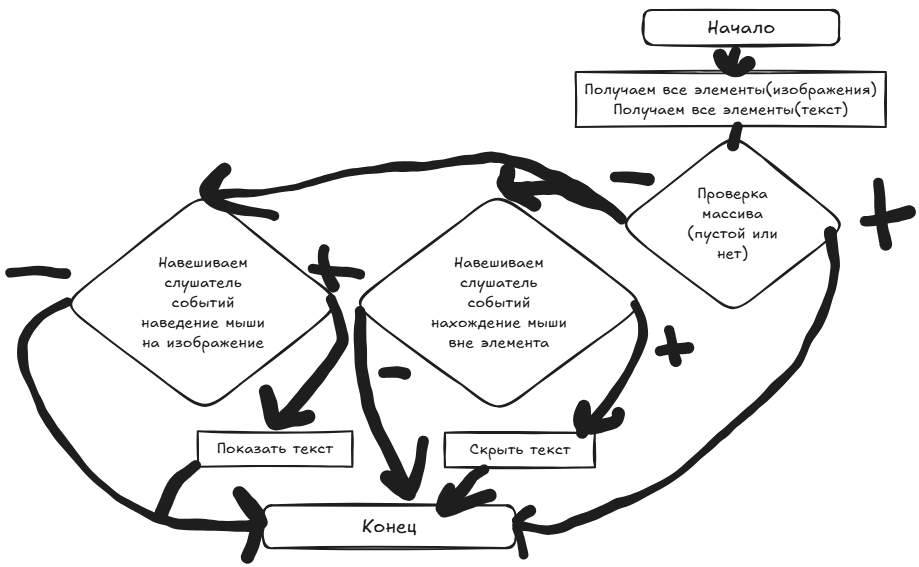 Начало
Получаем все элементы(изображения)
Получаем все элементы(текст)
Проверка
массива
(пустой или
нет)
Навешиваем
слушатель
событий
наведение мыши
на изображение
Навешиваем
слушатель
событий
нахождение мыши
вне элемента
Показать текст
Скрыть текст
Конец